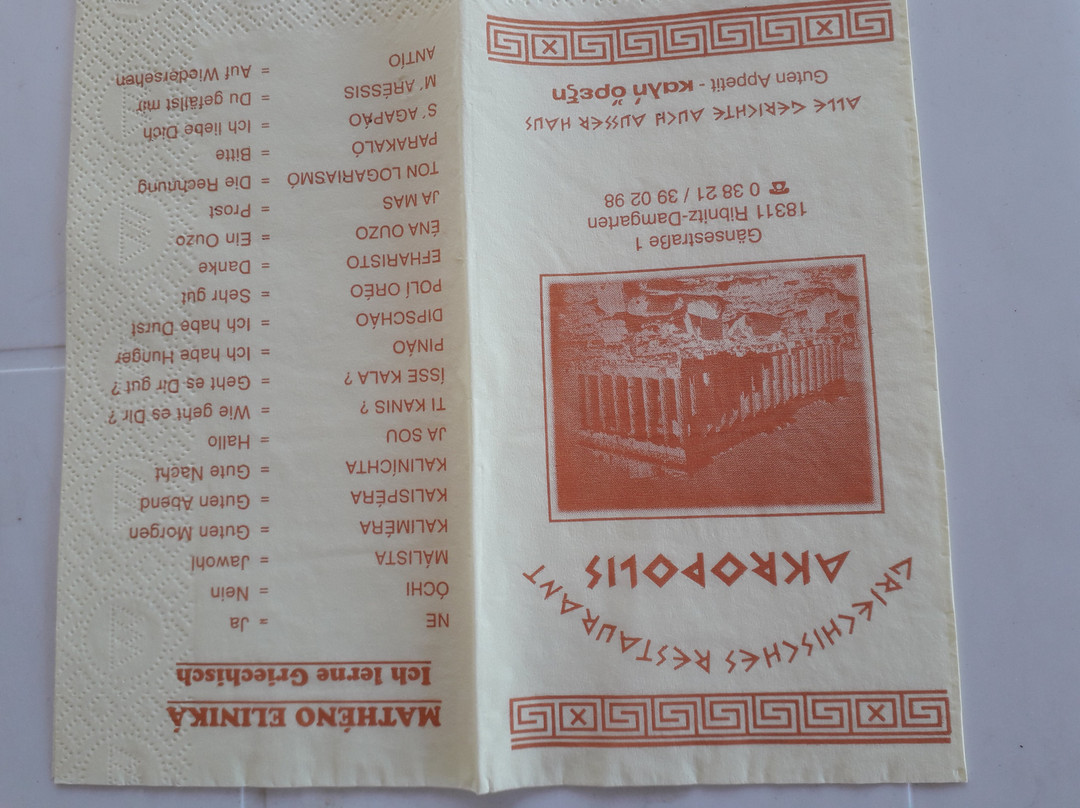 GRIECHISCHES RESTAURANT
AKROPOLIS
Gänsestraße 1
18311 Ribnitz-Damgarten
☎ 0 38 21 / 39 02 98
ALLE GERICHTE AUCH AUSSER HAUS
Guten Appetit - καλή όρεξη
MATHÉNO ELINIKÁ
Ich lerne Griechisch
NE = Ja
ÓCHI = Nein
MÁLISTA = Jawohl
KALIMÉRA = Guten Morgen
KALISPÉRA = Guten Abend
KALINÍCHTA = Gute Nacht
JA SOU = Hallo
TI KANIS ? = Wie geht es Dir ?
ÍSSE KALA ? = Geht es Dir gut ?
PINÁO = Ich habe Hunger
DIPSCHÁO = Ich habe Durst
POLÍ ORÉO = Sehr gut
EFHARISTO = Danke
ÉNA OUZO = Ein Ouzo
JA MAS = Prost
TON LOGARIASMÓ = Die Rechnung
PARAKALÓ = Bitte
S´ AGAPÁO = Ich liebe Dich
M´ ARÉSSIS = Du gefällst mir
ANTÍO = Auf Wiedersehen